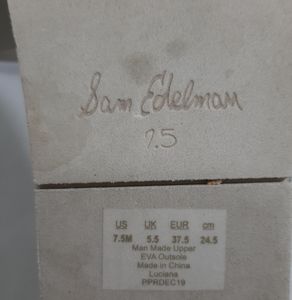 Sam Edelman
7.5
US UK EUR cm
7.5M 5.5 37.5 24.5
Man Made Upper
EVA Outsole
Made in China
Luciana
PPRDEC19